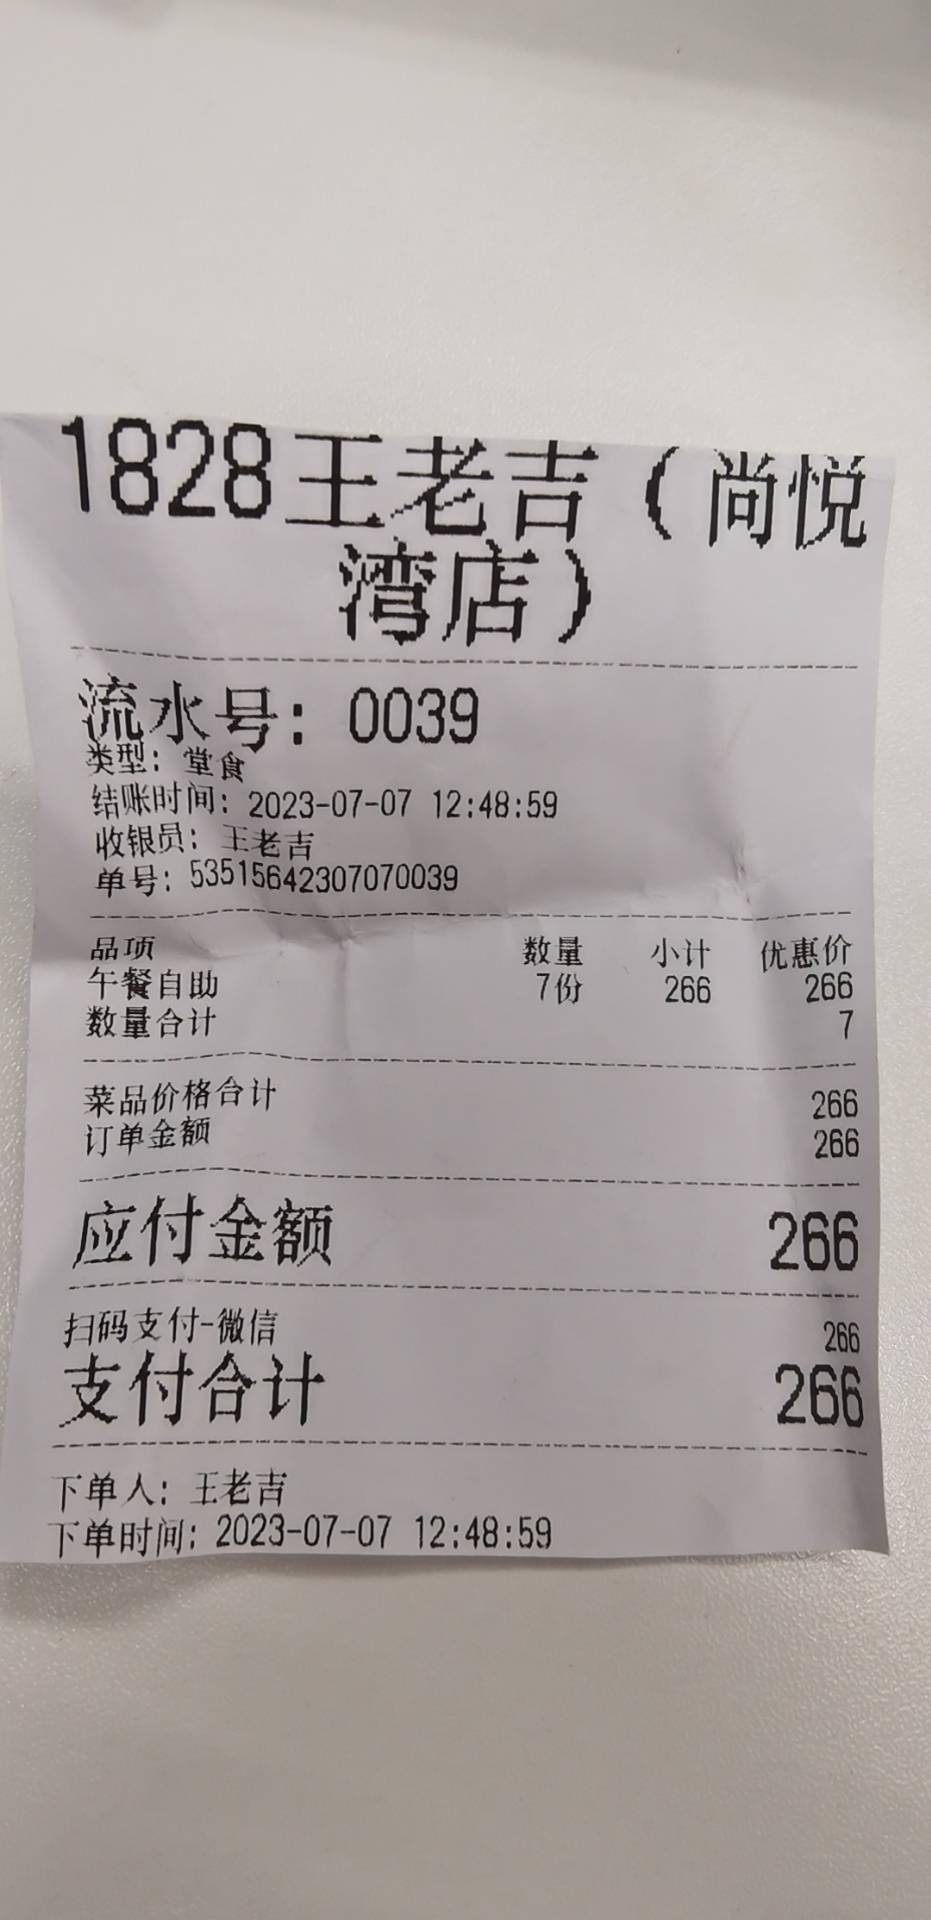 1828王老吉（尚悦
湾店）
流水号：0039
类型：堂食
结账时间：2023-07-07 12:48:59
收银员：王老吉
单号：53515642307070039
品项 数量 小计 优惠价
午餐自助 7份 266 266
数量合计 7
菜品价格合计 266
订单金额 266
应付金额 266
扫码支付-微信 266
支付合计 266
下单人：王老吉
下单时间：2023-07-07 12:48:59